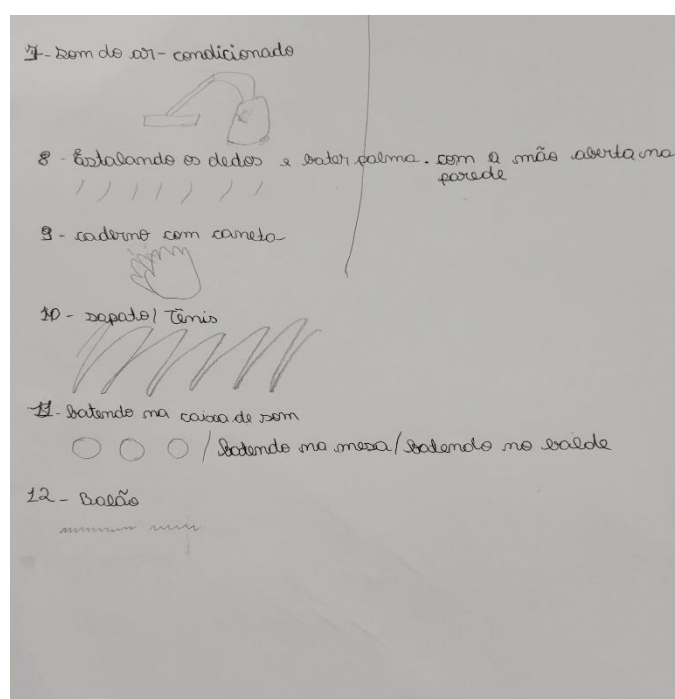 7- Som do ar-condicionado
8 - Estalando os dedos e bater palma. com a mão aberta na
parede
9 - caderno com caneta
10 - sapato/ Tênis
11- batendo na caixa de som
/ batendo na mesa/ batendo no balde
12 - Balão